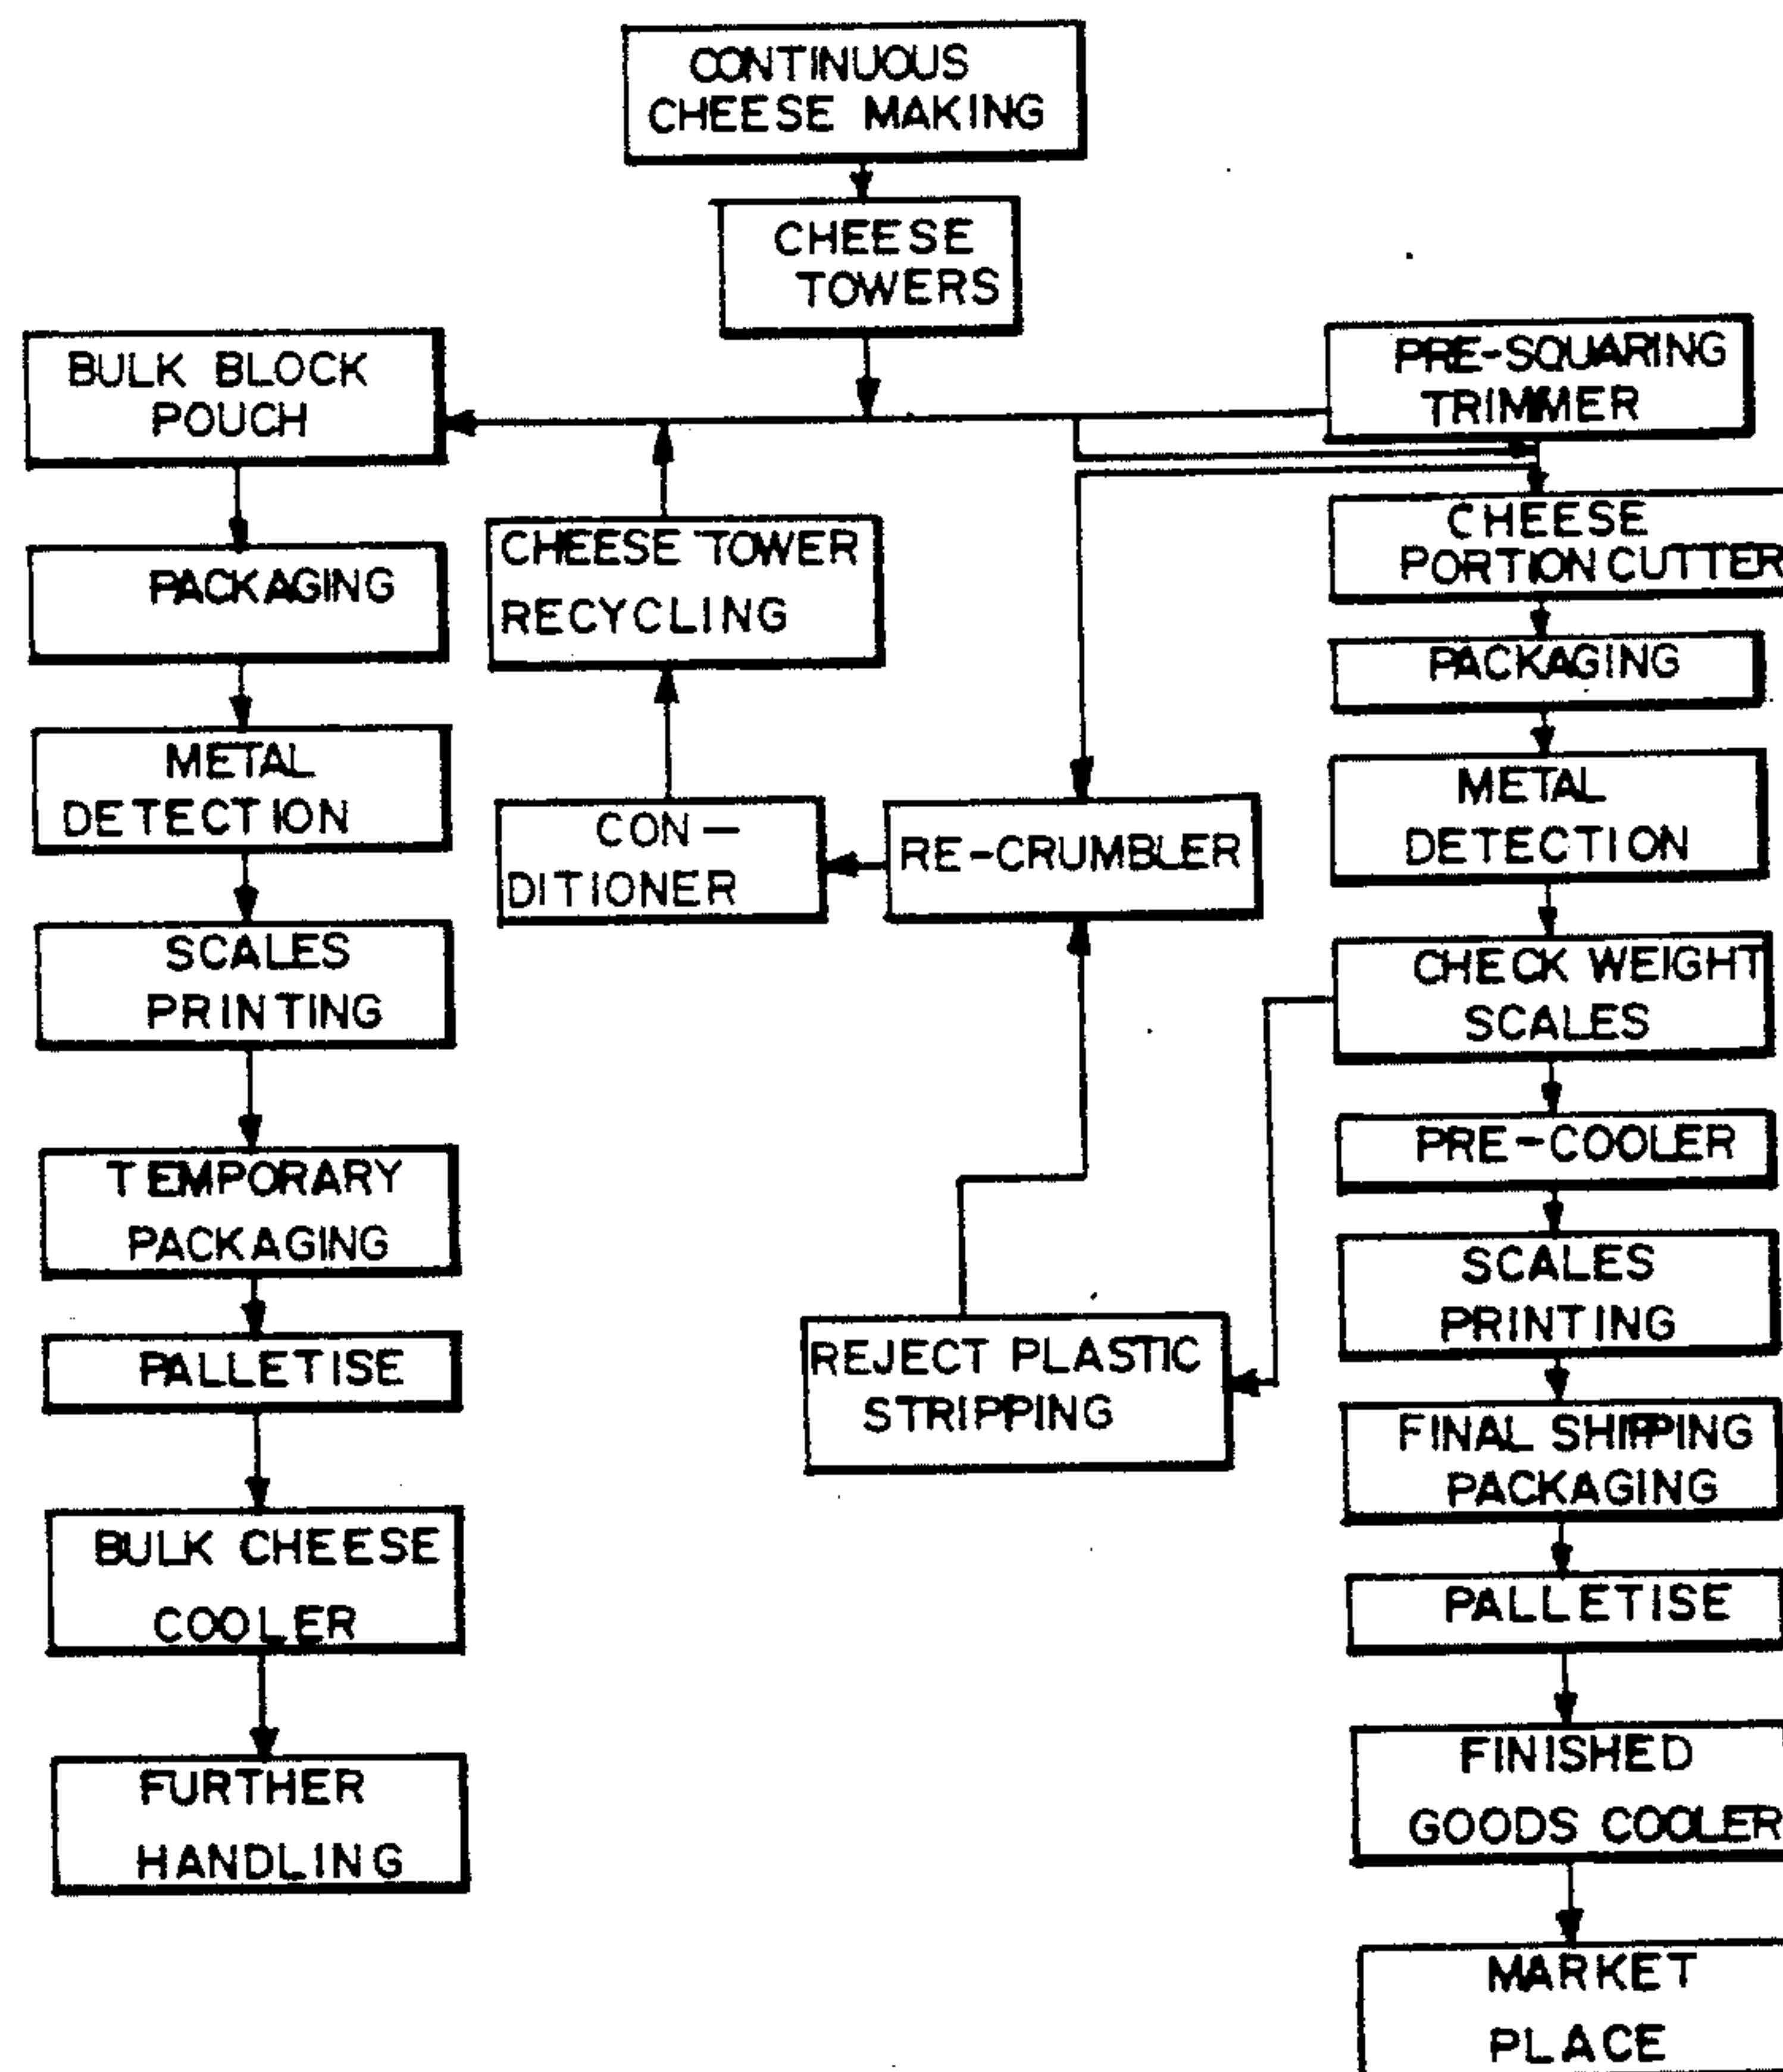 CONTINUOUS
CHEESE MAKING
CHEESE
TOWERS
BULK BLOCK
POUCH
PACKAGING
METAL
DETECTION
SCALES
PRINTING
TEMPORARY
PACKAGING
PALLETISE
BULK CHEESE
COOLER
FURTHER
HANDLING
CHEESE TOWER
RECYCLING
CON-
DITIONER
RE-CRUMBLER
REJECT PLASTIC
STRIPPING
PRE-SQUARING
TRIMMER
CHEESE
PORTION CUTTER
PACKAGING
METAL
DETECTION
CHECK WEIGHT
SCALES
PRE-COOLER
SCALES
PRINTING
FINAL SHIPPING
PACKAGING
PALLETISE
FINISHED
GOODS COOLER
MARKET
PLACE